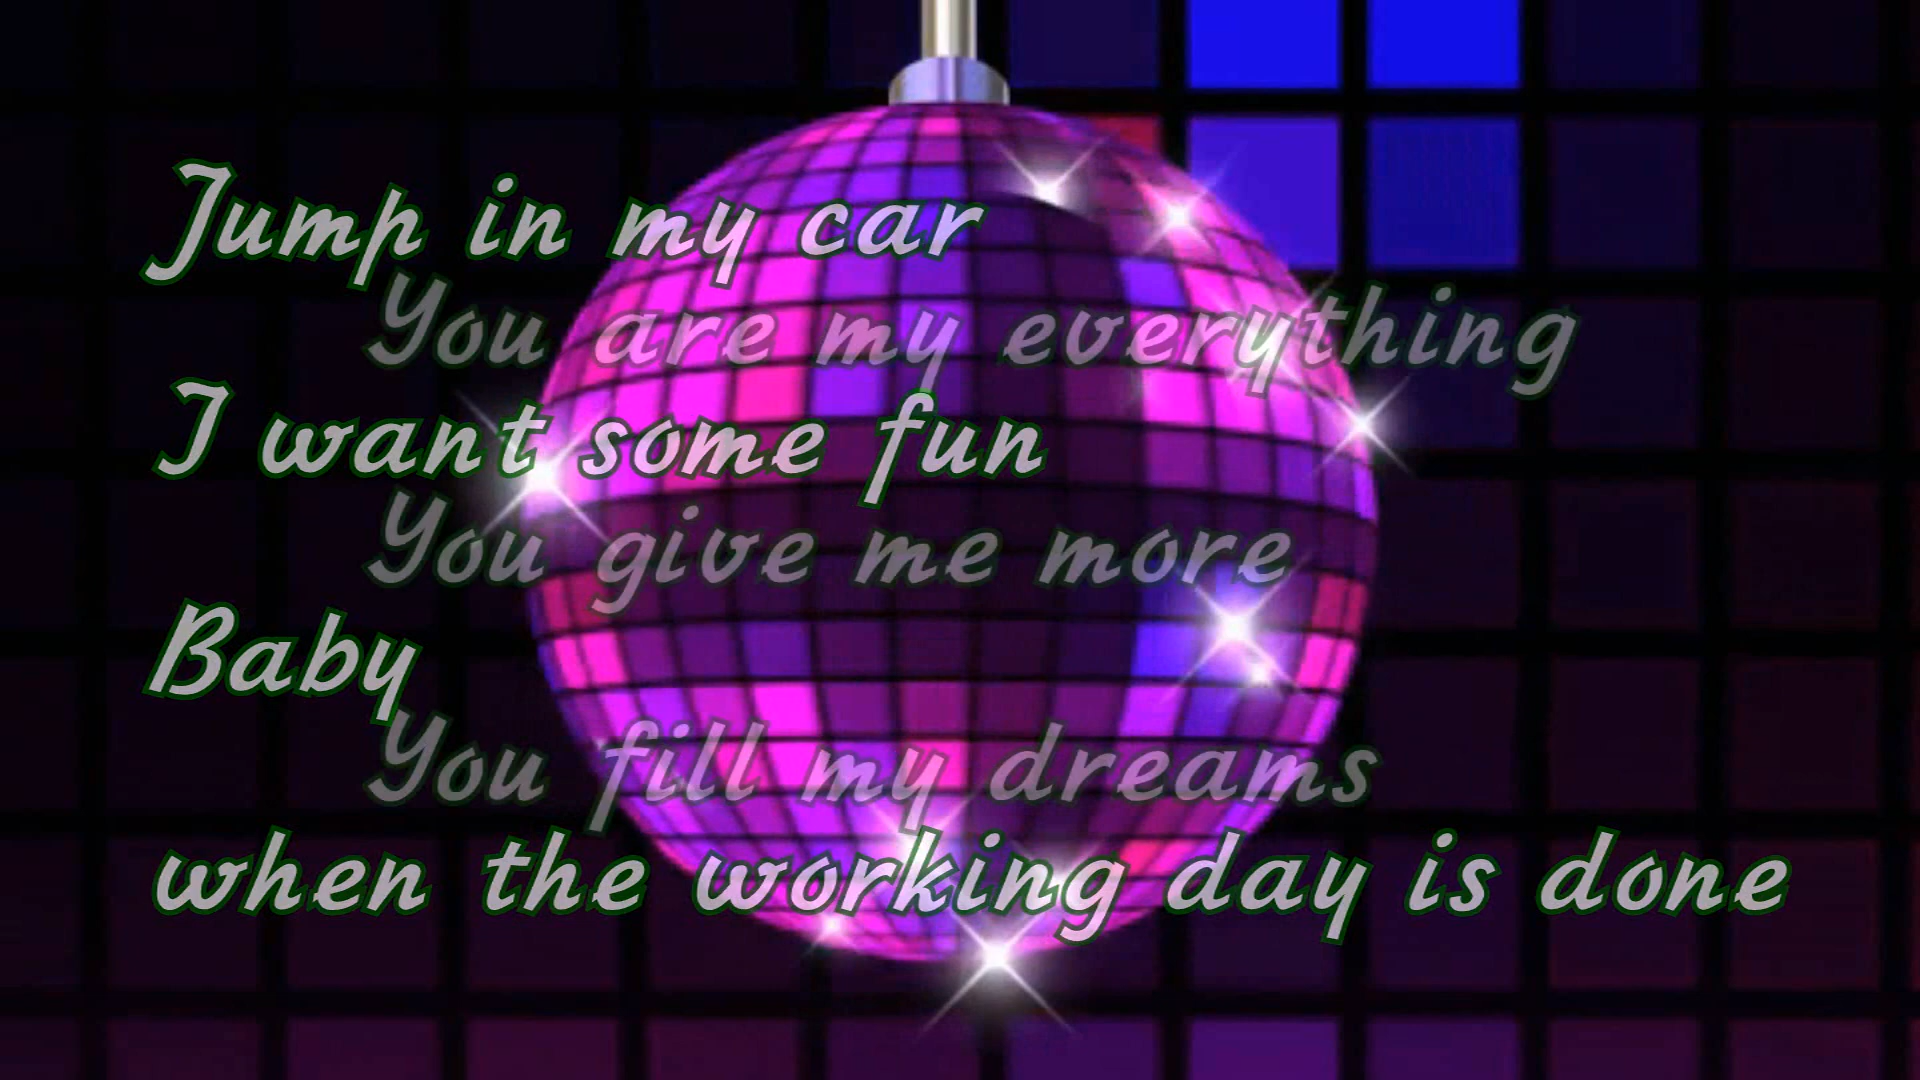 Jump in my car
You are my everything
I want some fun
You give me more
Baby
You fill my dreams
when the working day is done